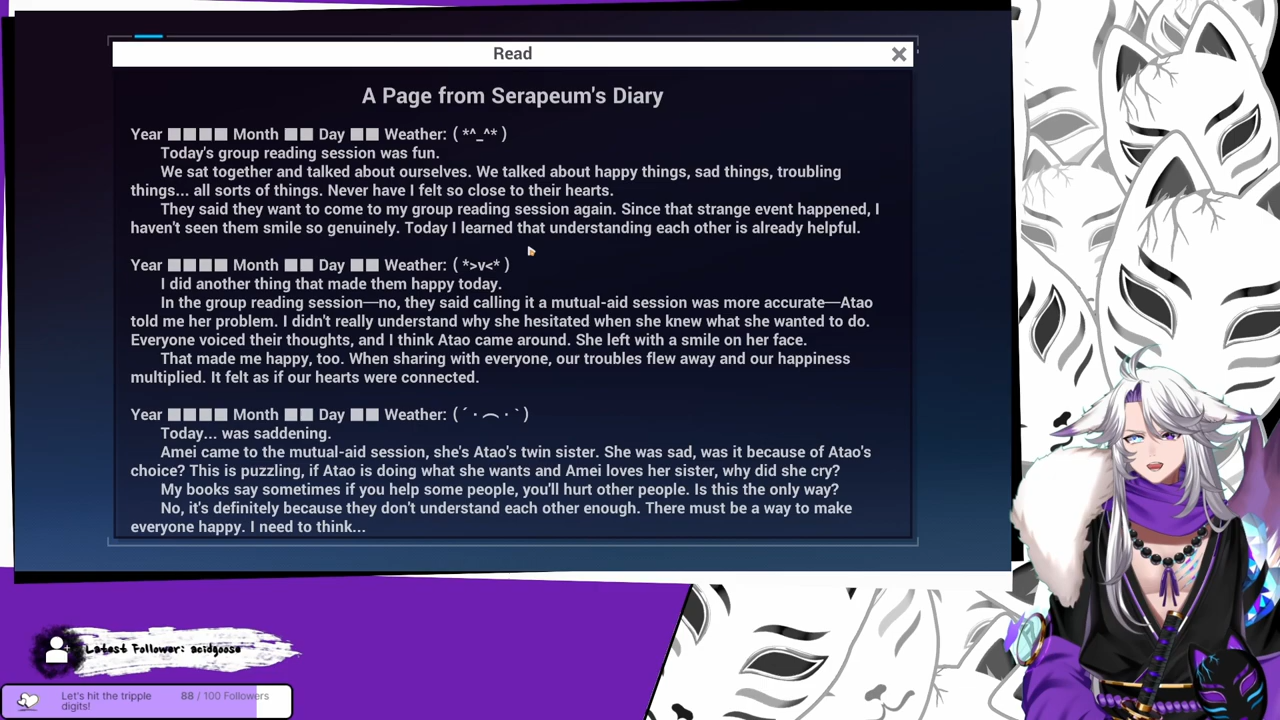 Read
A Page from Serapeum's Diary
Year ■■■■ Month ■■ Day ■■ Weather: ( *^_^* )
Today's group reading session was fun.
We sat together and talked about ourselves. We talked about happy things, sad things, troubling
things... all sorts of things. Never have I felt so close to their hearts.
They said they want to come to my group reading session again. Since that strange event happened, I
haven't seen them smile so genuinely. Today I learned that understanding each other is already helpful.
Year ■■■■ Month ■■ Day ■■ Weather: ( *>v<* )
I did another thing that made them happy today.
In the group reading session—no, they said calling it a mutual-aid session was more accurate—Atao
told me her problem. I didn't really understand why she hesitated when she knew what she wanted to do.
Everyone voiced their thoughts, and I think Atao came around. She left with a smile on her face.
That made me happy, too. When sharing with everyone, our troubles flew away and our happiness
multiplied. It felt as if our hearts were connected.
Year ■■■■ Month ■■ Day ■■ Weather: ( ´ · ⌒ · ` )
Today... was saddening.
Amei came to the mutual-aid session, she's Atao's twin sister. She was sad, was it because of Atao's
choice? This is puzzling, if Atao is doing what she wants and Amei loves her sister, why did she cry?
My books say sometimes if you help some people, you'll hurt other people. Is this the only way?
No, it's definitely because they don't understand each other enough. There must be a way to make
everyone happy. I need to think...
Latest Follower: acidgoose
Let's hit the tripple
digits!
88 / 100 Followers